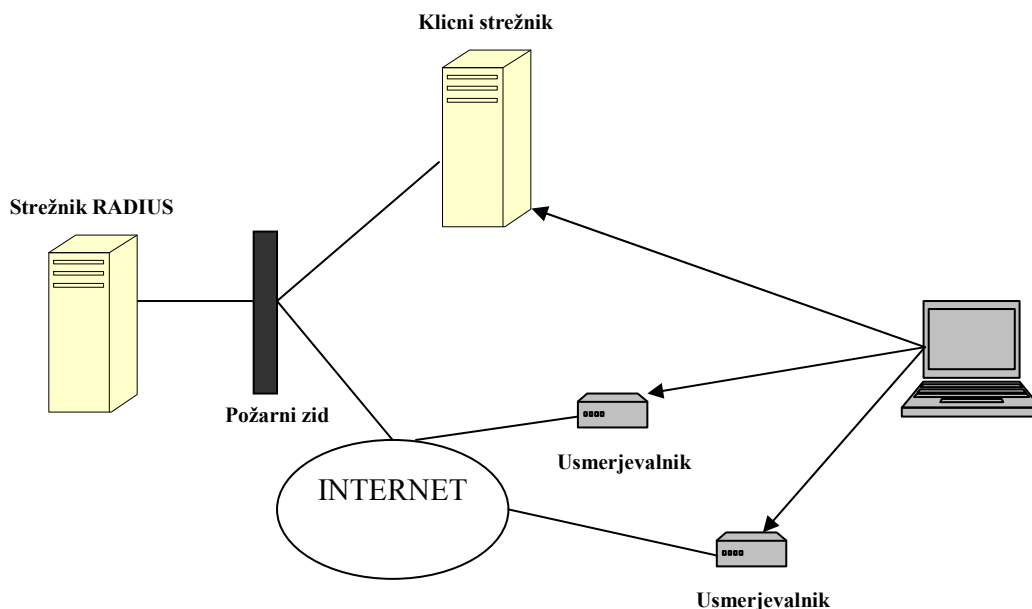 Klicni strežnik
Strežnik RADIUS
Požarni zid
Usmerjevalnik
INTERNET
Usmerjevalnik